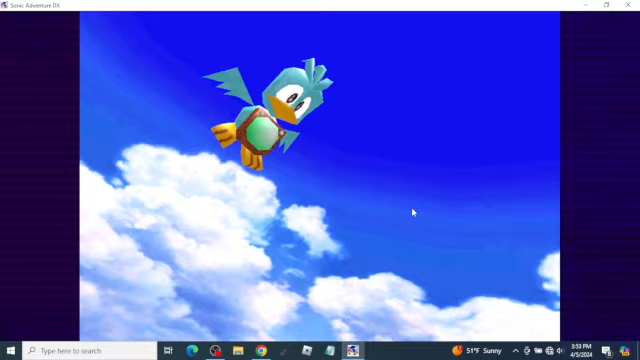 Sonic Adventure DX
Type here to search
51°F Sunny
3:53 PM
4/5/2024